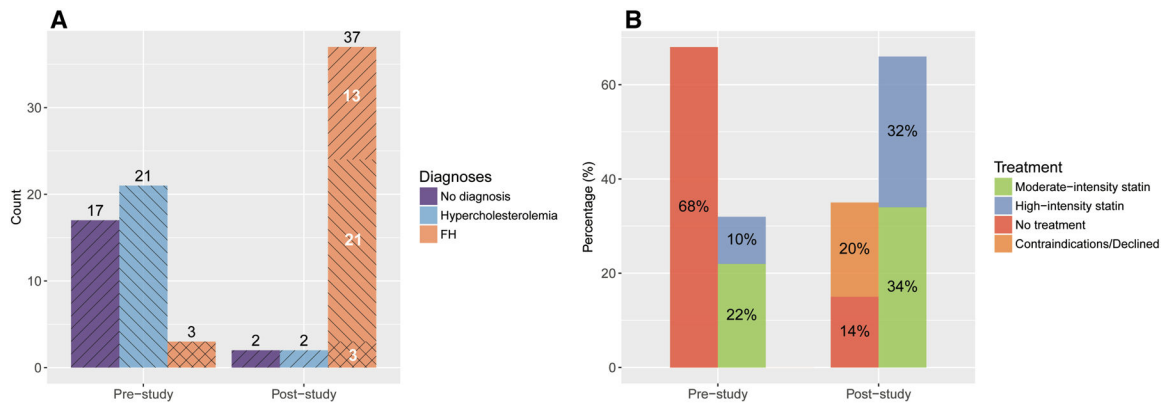 A
37
13
30
21
20
17
21
10
3
2
2
3
0
Count
Pre−study
Post−study
Diagnoses
No diagnosis
Hypercholesterolemia
FH
B
60
32%
40
68%
10%
20%
20
34%
22%
14%
0
Percentage (%)
Pre−study
Post−study
Treatment
Moderate−intensity statin
High−intensity statin
No treatment
Contraindications/Declined